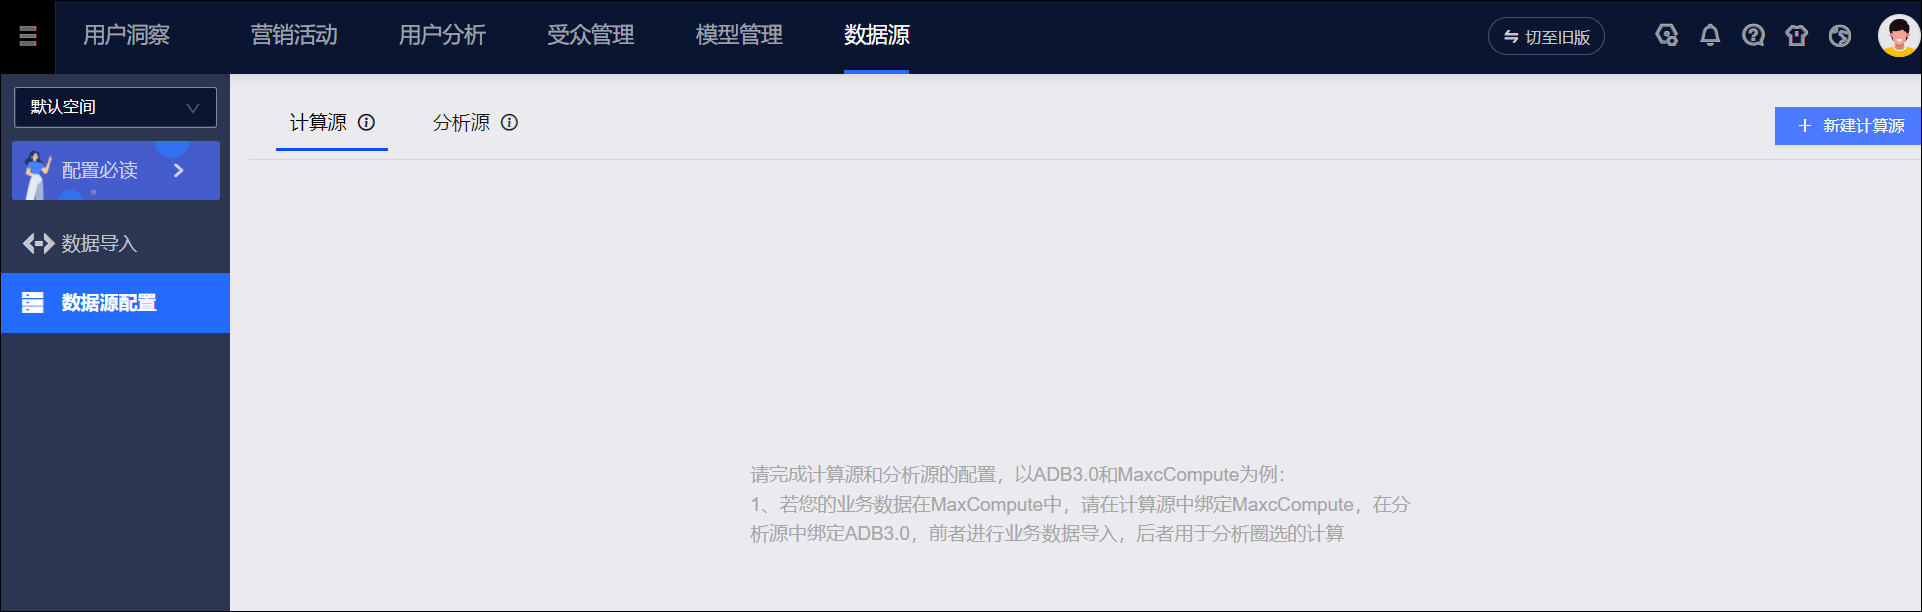 用户洞察 营销活动 用户分析 受众管理 模型管理 数据源 切至旧版
默认空间
配置必读
数据导入
数据源配置
计算源 分析源
新建计算源
请完成计算源和分析源的配置，以ADB3.0和MaxcCompute为例：
1、若您的业务数据在MaxCompute中，请在计算源中绑定MaxcCompute，在分
析源中绑定ADB3.0，前者进行业务数据导入，后者用于分析圈选的计算